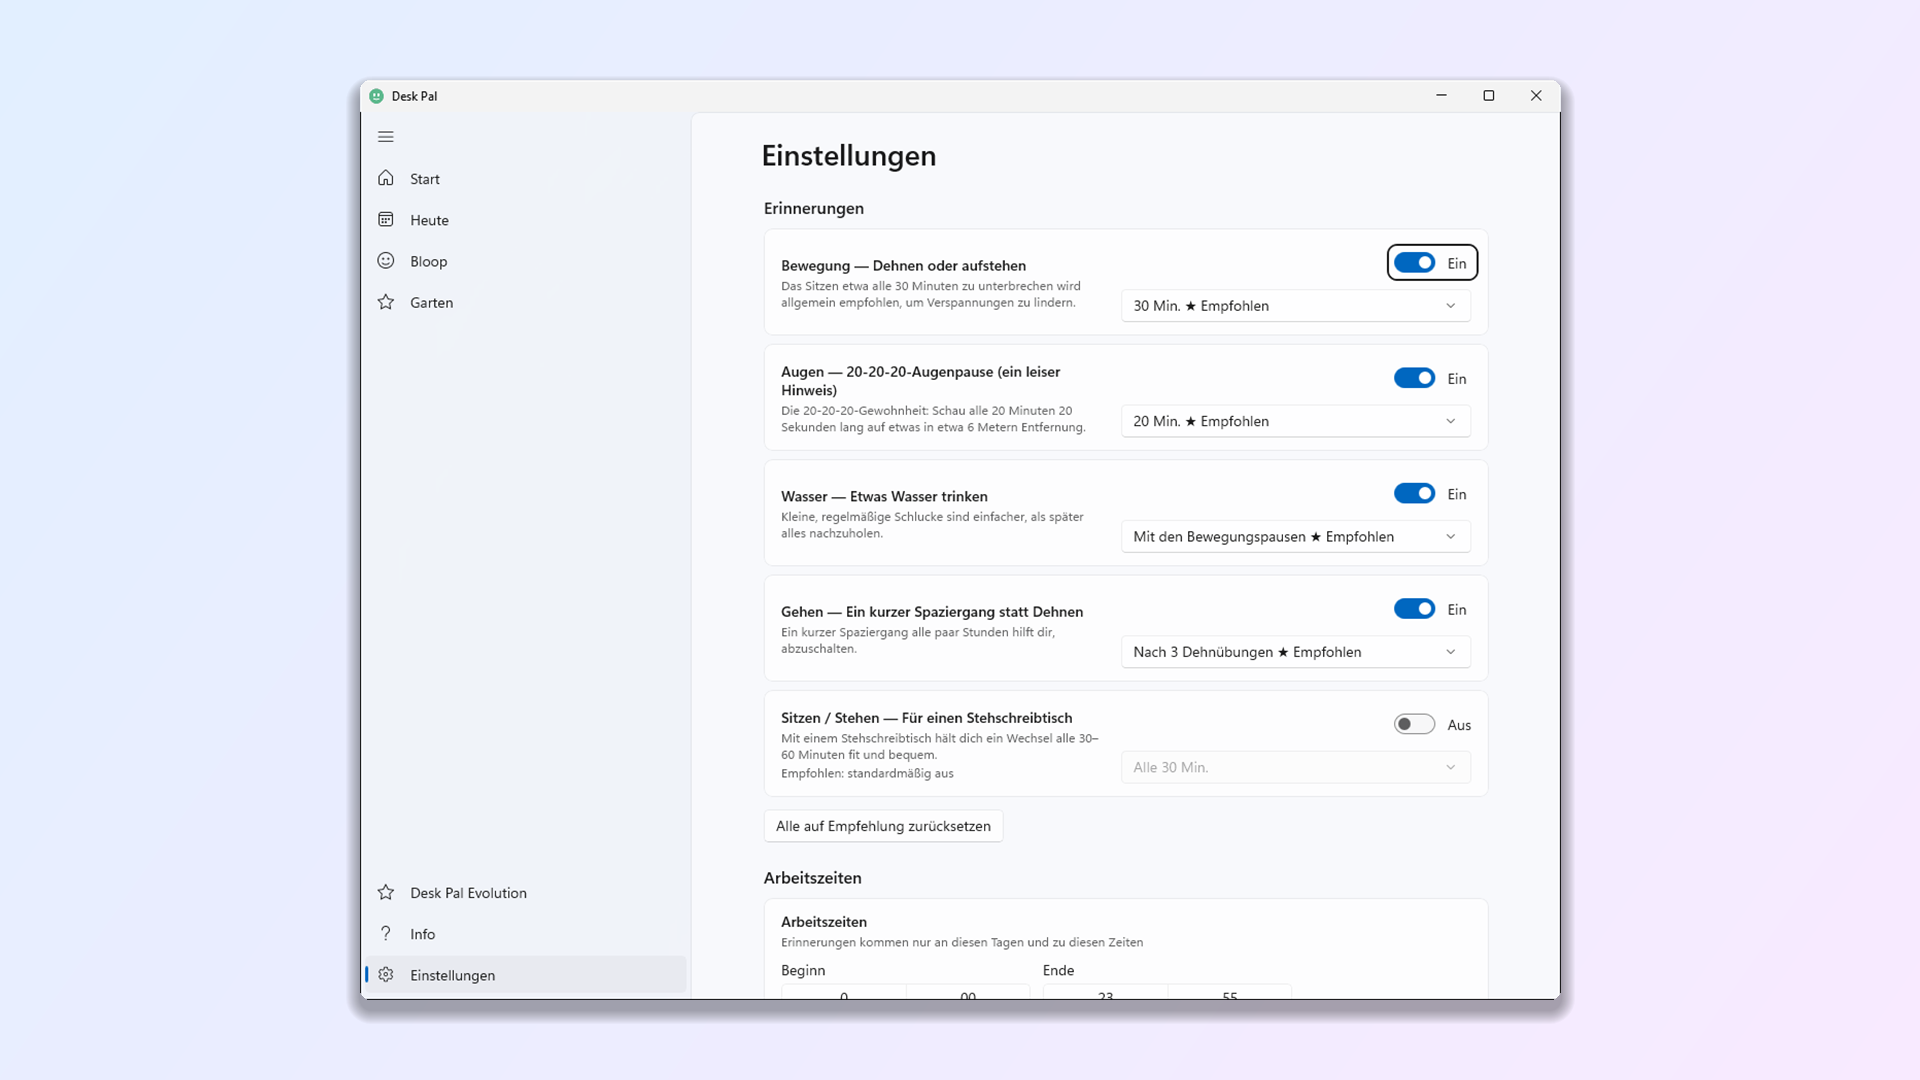 Desk Pal
Start
Heute
Bloop
Garten
Desk Pal Evolution
Info
Einstellungen
Einstellungen
Erinnerungen
Bewegung — Dehnen oder aufstehen
Das Sitzen etwa alle 30 Minuten zu unterbrechen wird
allgemein empfohlen, um Verspannungen zu lindern.
Ein
30 Min. ★ Empfohlen
Augen — 20-20-20-Augenpause (ein leiser
Hinweis)
Die 20-20-20-Gewohnheit: Schau alle 20 Minuten 20
Sekunden lang auf etwas in etwa 6 Metern Entfernung.
Ein
20 Min. ★ Empfohlen
Wasser — Etwas Wasser trinken
Kleine, regelmäßige Schlucke sind einfacher, als später
alles nachzuholen.
Ein
Mit den Bewegungspausen ★ Empfohlen
Gehen — Ein kurzer Spaziergang statt Dehnen
Ein kurzer Spaziergang alle paar Stunden hilft dir,
abzuschalten.
Ein
Nach 3 Dehnübungen ★ Empfohlen
Sitzen / Stehen — Für einen Stehschreibtisch
Mit einem Stehschreibtisch hält dich ein Wechsel alle 30–
60 Minuten fit und bequem.
Empfohlen: standardmäßig aus
Aus
Alle 30 Min.
Alle auf Empfehlung zurücksetzen
Arbeitszeiten
Arbeitszeiten
Erinnerungen kommen nur an diesen Tagen und zu diesen Zeiten
Beginn Ende
0 00 23 55